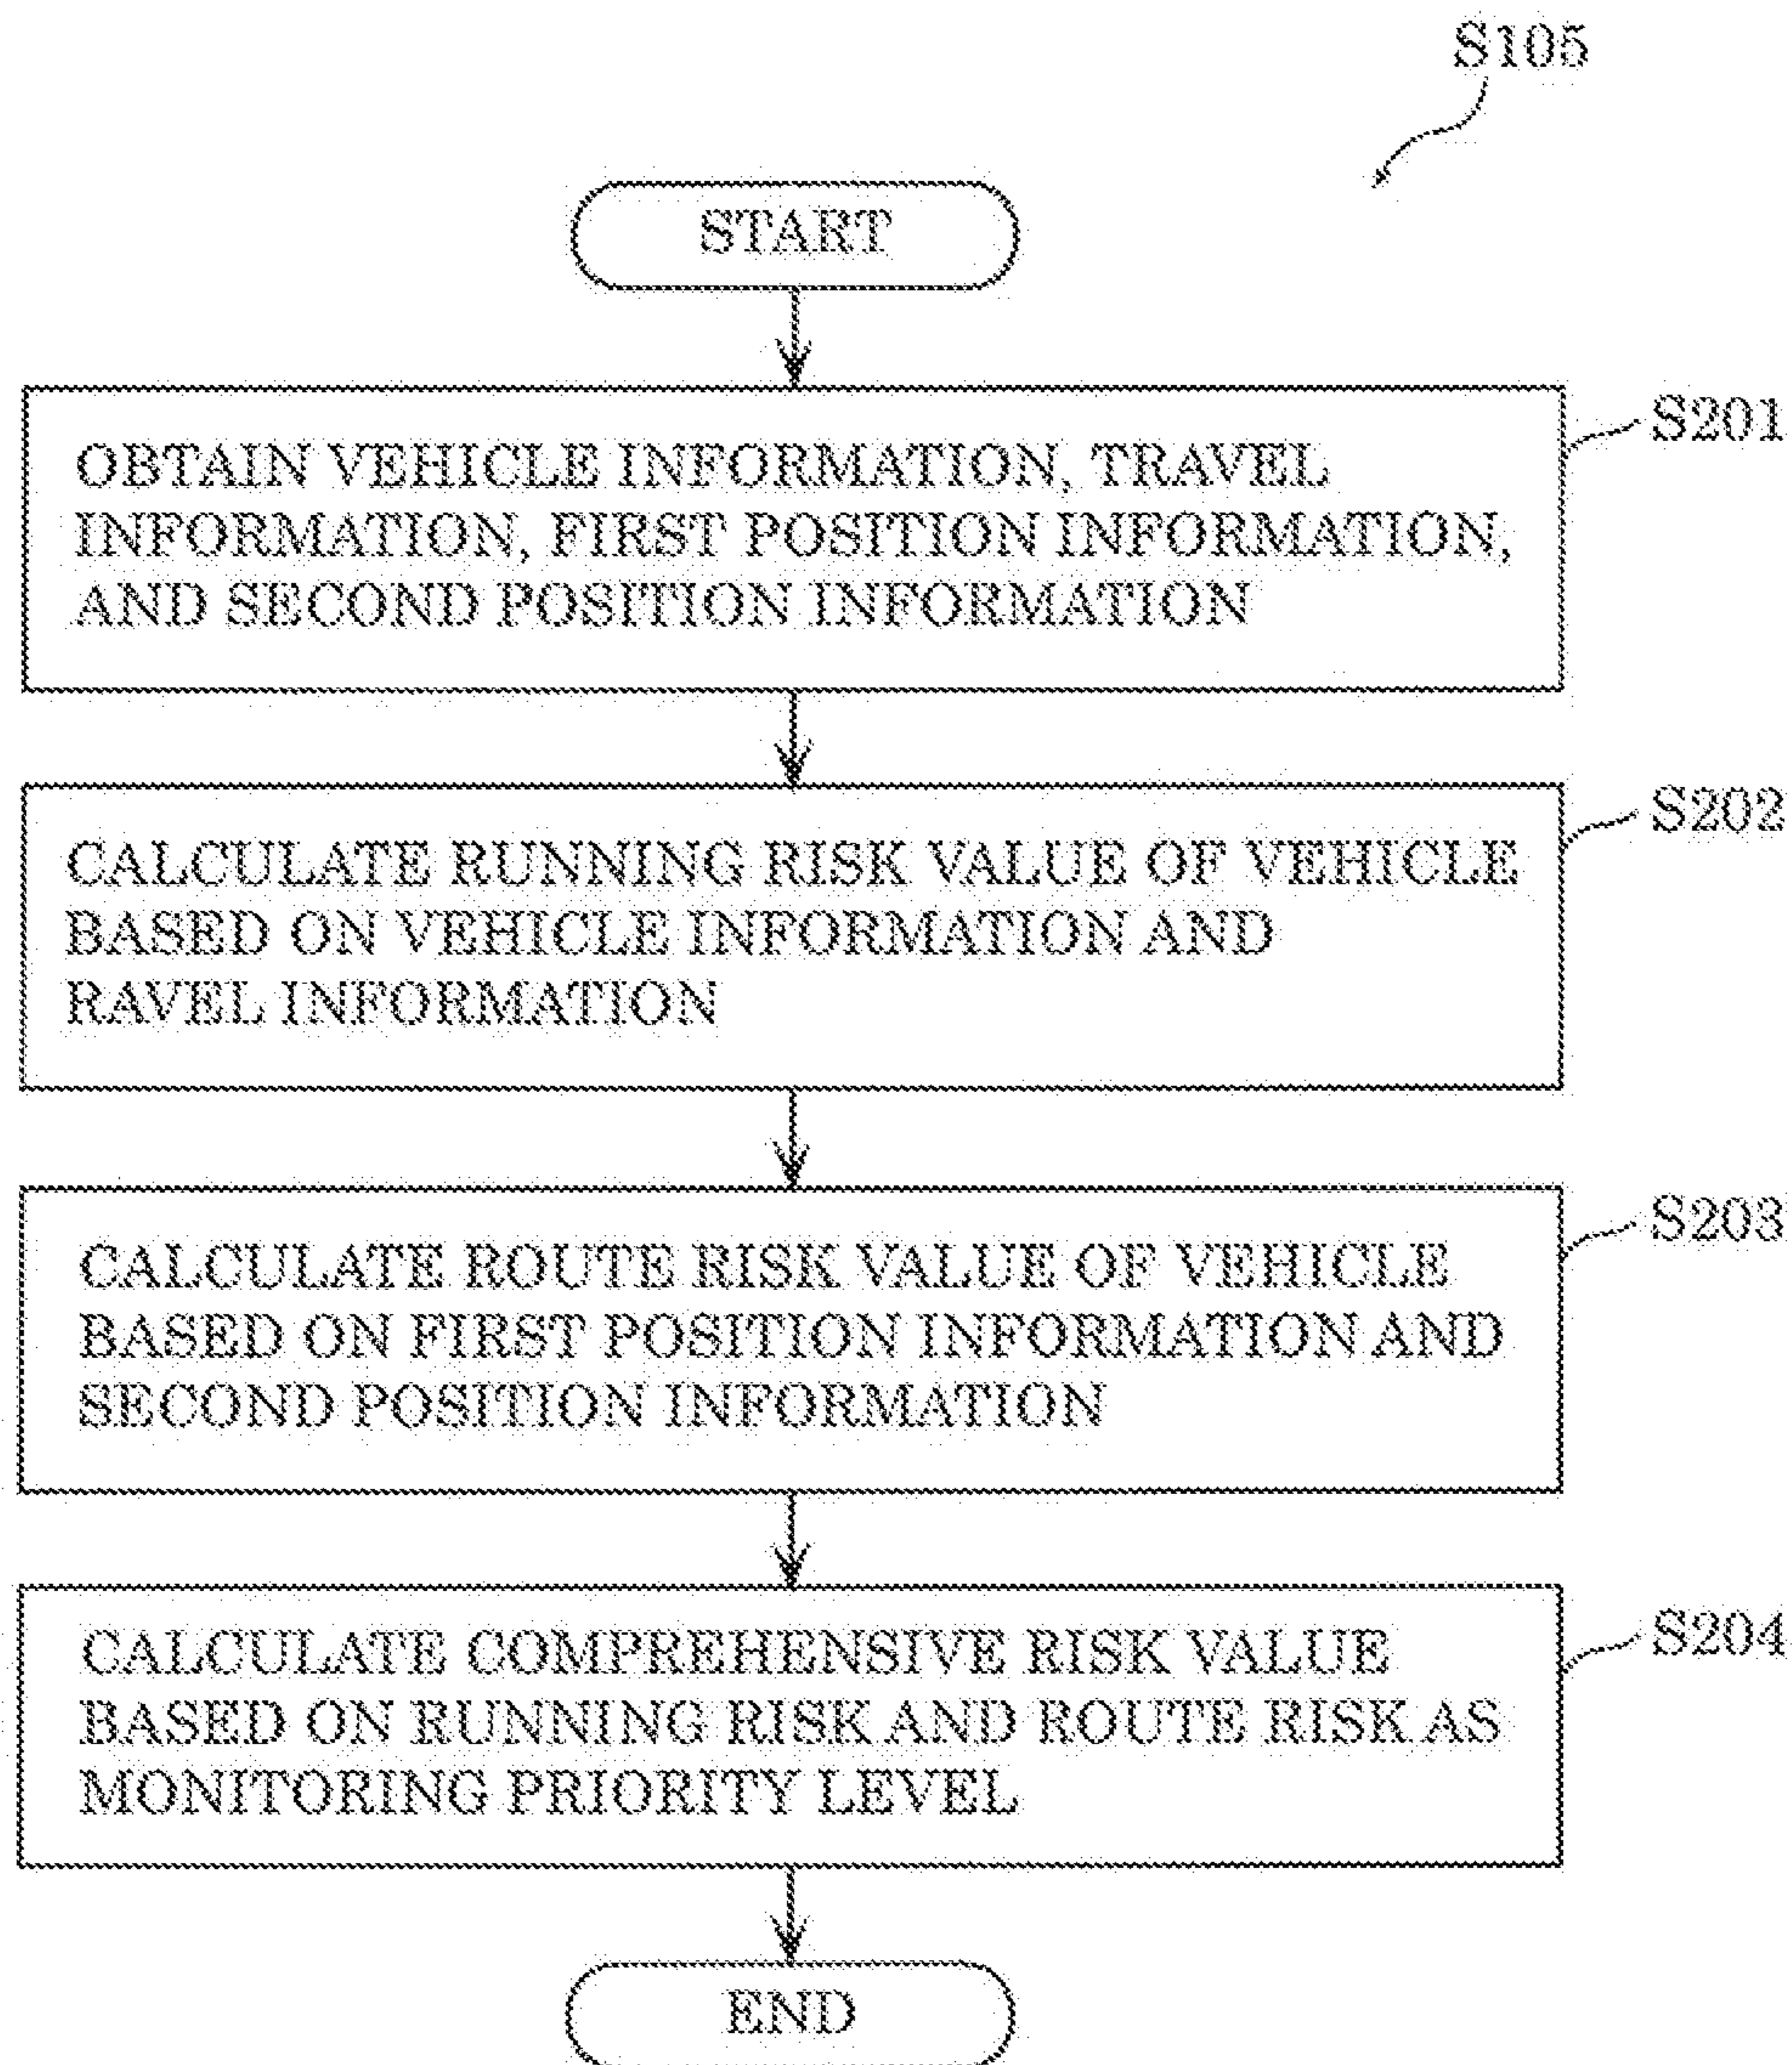 S105
START
S201
OBTAIN VEHICLE INFORMATION, TRAVEL
INFORMATION, FIRST POSITION INFORMATION,
AND SECOND POSITION INFORMATION
S202
CALCULATE RUNNING RISK VALUE OF VEHICLE
BASED ON VEHICLE INFORMATION AND
RAVEL INFORMATION
S203
CALCULATE ROUTE RISK VALUE OF VEHICLE
BASED ON FIRST POSITION INFORMATION AND
SECOND POSITION INFORMATION
S204
CALCULATE COMPREHENSIVE RISK VALUE
BASED ON RUNNING RISK AND ROUTE RISK AS
MONITORING PRIORITY LEVEL
END